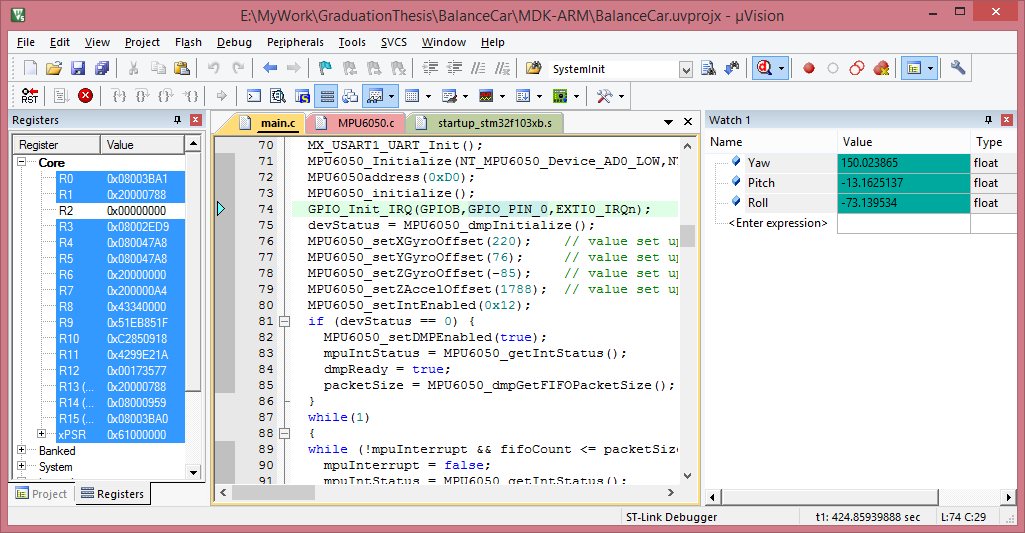 E:\MyWork\GraduationThesis\BalanceCar\MDK-ARM\BalanceCar.uvprojx - µVision
File Edit View Project Flash Debug Peripherals Tools SVCS Window Help
SystemInit
RST
Registers
Register Value
Core
R0 0x08003BA1
R1 0x20000788
R2 0x00000000
R3 0x08002ED9
R4 0x080047A8
R5 0x080047A8
R6 0x20000000
R7 0x200000A4
R8 0x43340000
R9 0x51EB851F
R10 0xC2850918
R11 0x4299E21A
R12 0x00173577
R13 (... 0x20000788
R14 (... 0x08000959
R15 (... 0x08003BA0
xPSR 0x61000000
Banked
System
Project Registers
main.c MPU6050.c startup_stm32f103xb.s
70 MX_USART1_UART_Init();
71 MPU6050_Initialize(NT_MPU6050_Device_AD0_LOW,NT
72 MPU6050address(0xD0);
73 MPU6050_initialize();
74 GPIO_Init_IRQ(GPIOB,GPIO_PIN_0,EXTI0_IRQn);
75 devStatus = MPU6050_dmpInitialize();
76 MPU6050_setXGyroOffset(220); // value set up
77 MPU6050_setYGyroOffset(76); // value set up
78 MPU6050_setZGyroOffset(-85); // value set up
79 MPU6050_setZAccelOffset(1788); // value set up
80 MPU6050_setIntEnabled(0x12);
81 if (devStatus == 0) {
82 MPU6050_setDMPEnabled(true);
83 mpuIntStatus = MPU6050_getIntStatus();
84 dmpReady = true;
85 packetSize = MPU6050_dmpGetFIFOPacketSize();
86 }
87 while(1)
88 {
89 while (!mpuInterrupt && fifoCount <= packetSize
90 mpuInterrupt = false;
91 mpuIntStatus = MPU6050_getIntStatus();
Watch 1
Name Value Type
Yaw 150.023865 float
Pitch -13.1625137 float
Roll -73.139534 float
<Enter expression>
ST-Link Debugger t1: 424.85939888 sec L:74 C:29